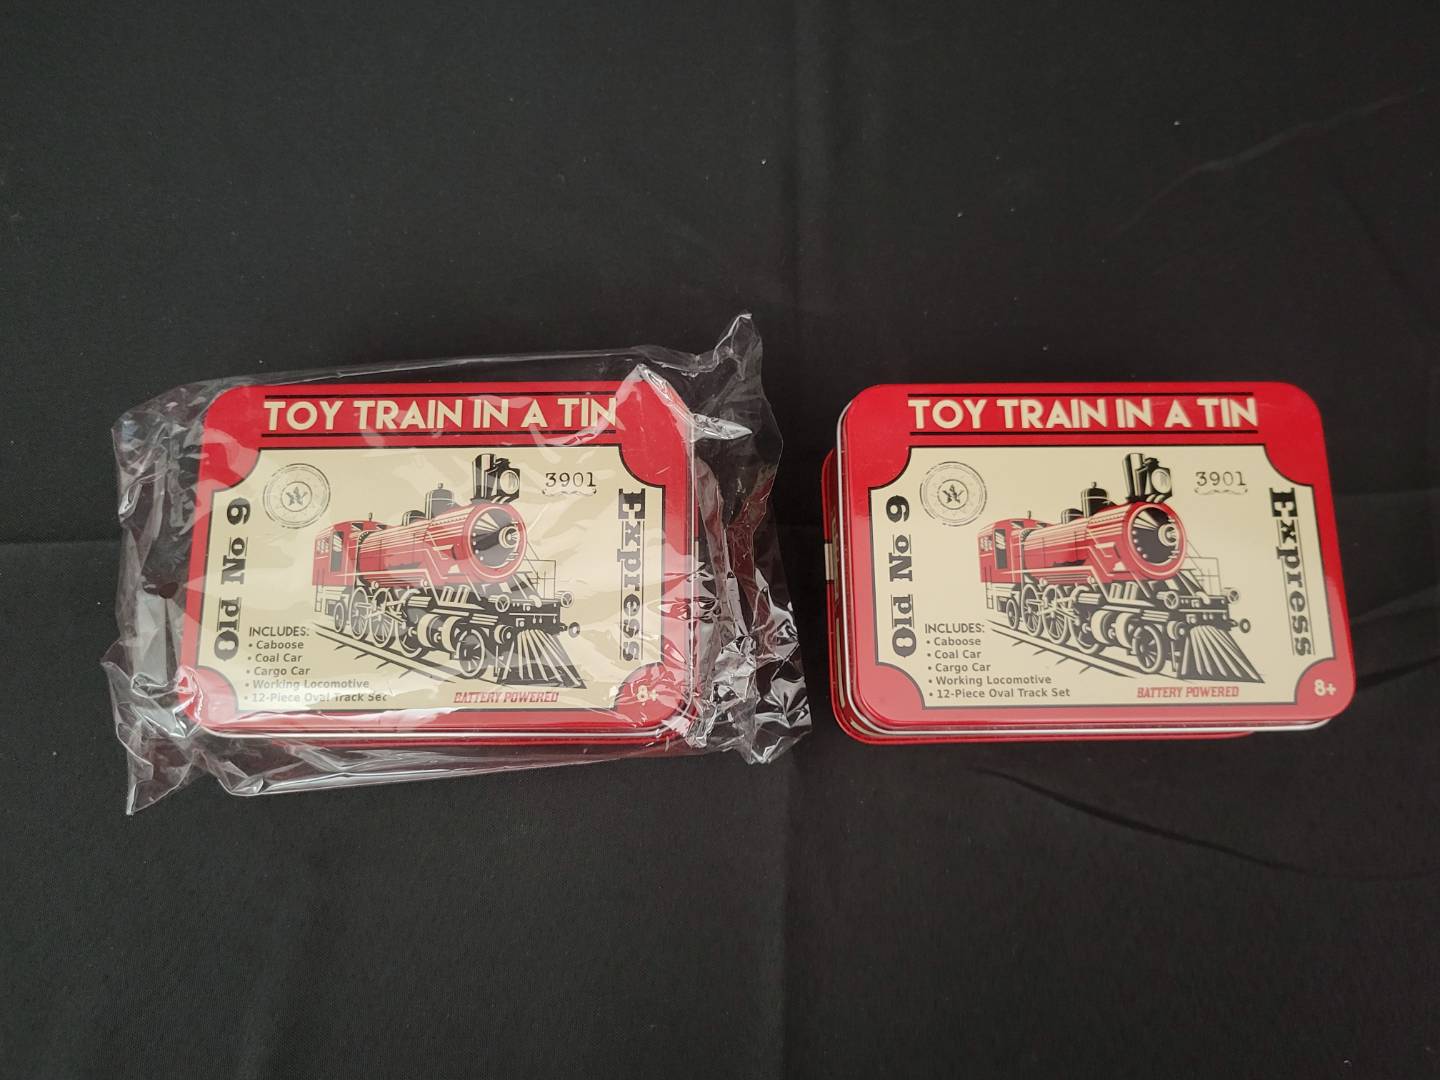 TOY TRAIN IN A TIN
3901
Old No 9
Express
INCLUDES:
• Caboose
• Coal Car
• Cargo Car
• Working Locomotive
• 12-Piece Oval Track Set
BATTERY POWERED
8+
TOY TRAIN IN A TIN
3901
Old No 9
Express
INCLUDES:
• Caboose
• Coal Car
• Cargo Car
• Working Locomotive
• 12-Piece Oval Track Set
BATTERY POWERED
8+